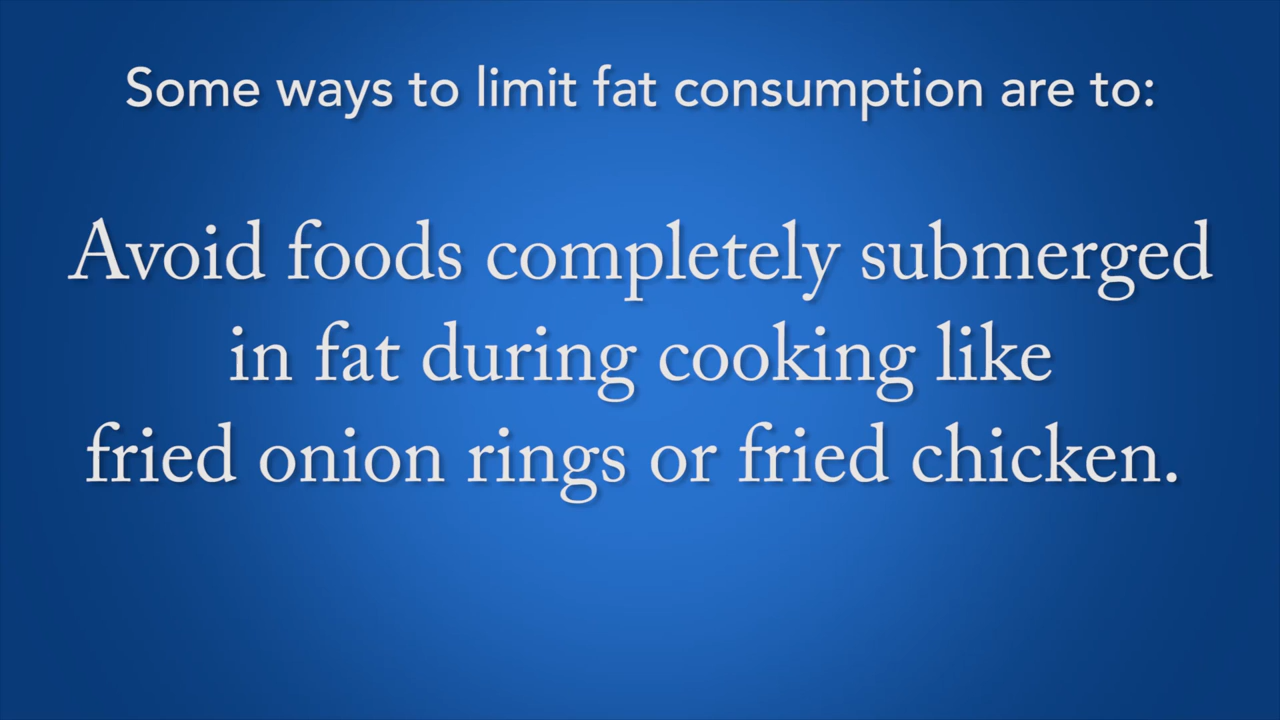 Some ways to limit fat consumption are to:
Avoid foods completely submerged
in fat during cooking like
fried onion rings or fried chicken.